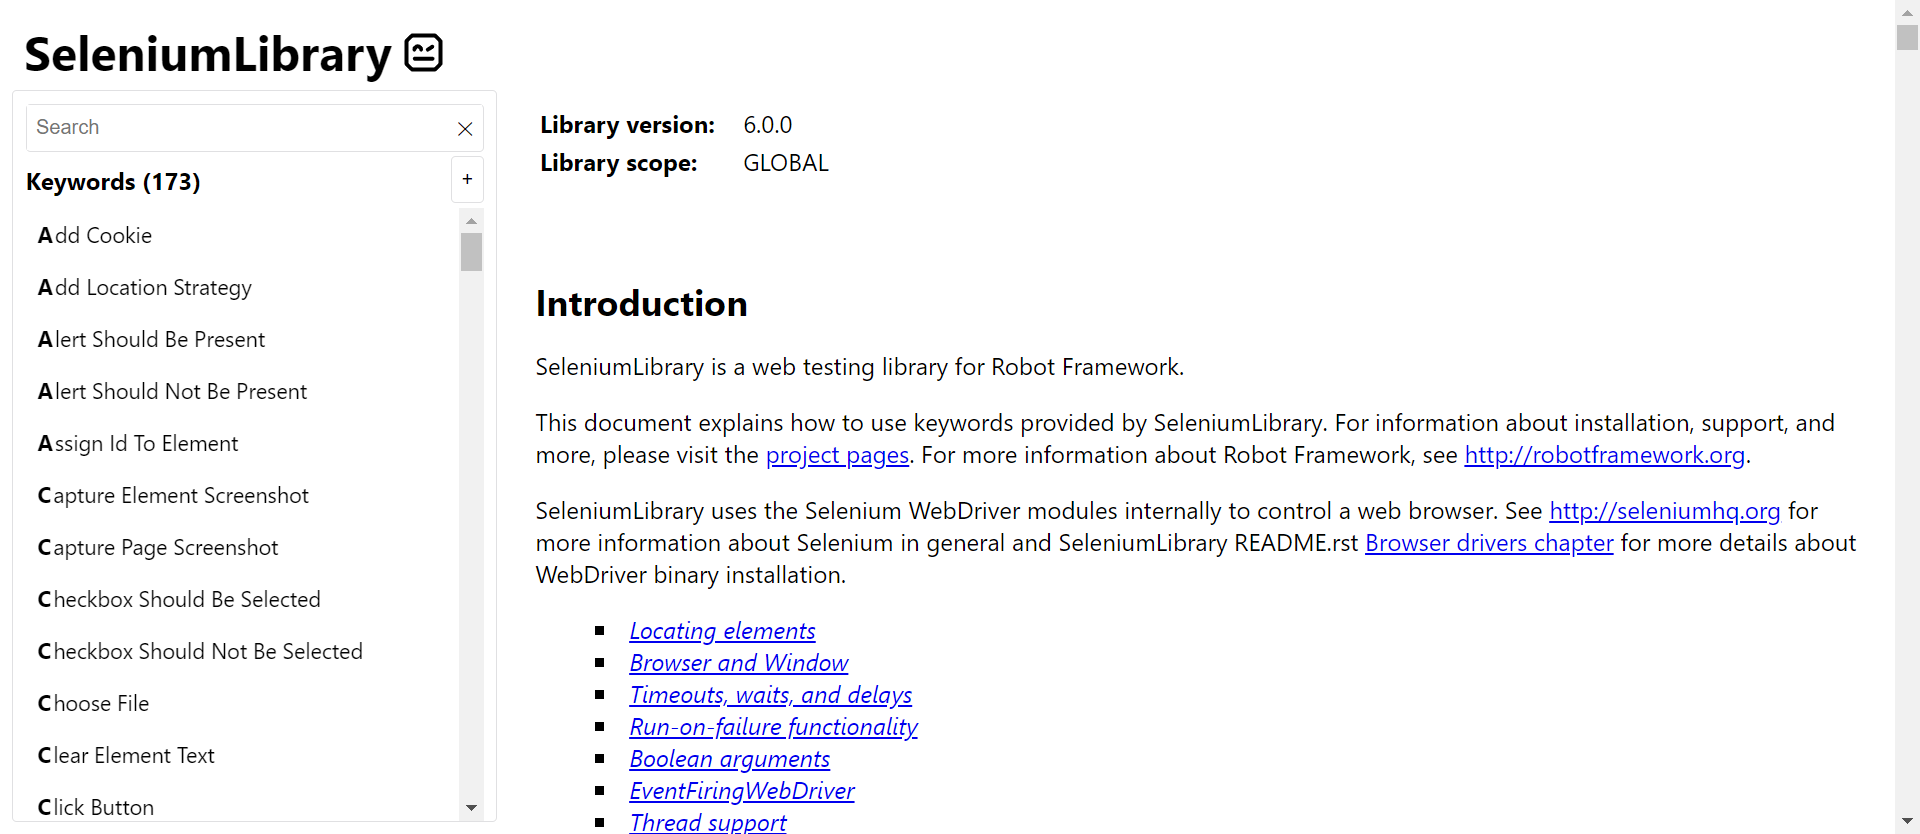 SeleniumLibrary
Search
Keywords (173)
+
Add Cookie
Add Location Strategy
Alert Should Be Present
Alert Should Not Be Present
Assign Id To Element
Capture Element Screenshot
Capture Page Screenshot
Checkbox Should Be Selected
Checkbox Should Not Be Selected
Choose File
Clear Element Text
Click Button
Library version: 6.0.0
Library scope: GLOBAL
Introduction
SeleniumLibrary is a web testing library for Robot Framework.
This document explains how to use keywords provided by SeleniumLibrary. For information about installation, support, and
more, please visit the project pages. For more information about Robot Framework, see http://robotframework.org.
SeleniumLibrary uses the Selenium WebDriver modules internally to control a web browser. See http://seleniumhq.org for
more information about Selenium in general and SeleniumLibrary README.rst Browser drivers chapter for more details about
WebDriver binary installation.
Locating elements
Browser and Window
Timeouts, waits, and delays
Run-on-failure functionality
Boolean arguments
EventFiringWebDriver
Thread support